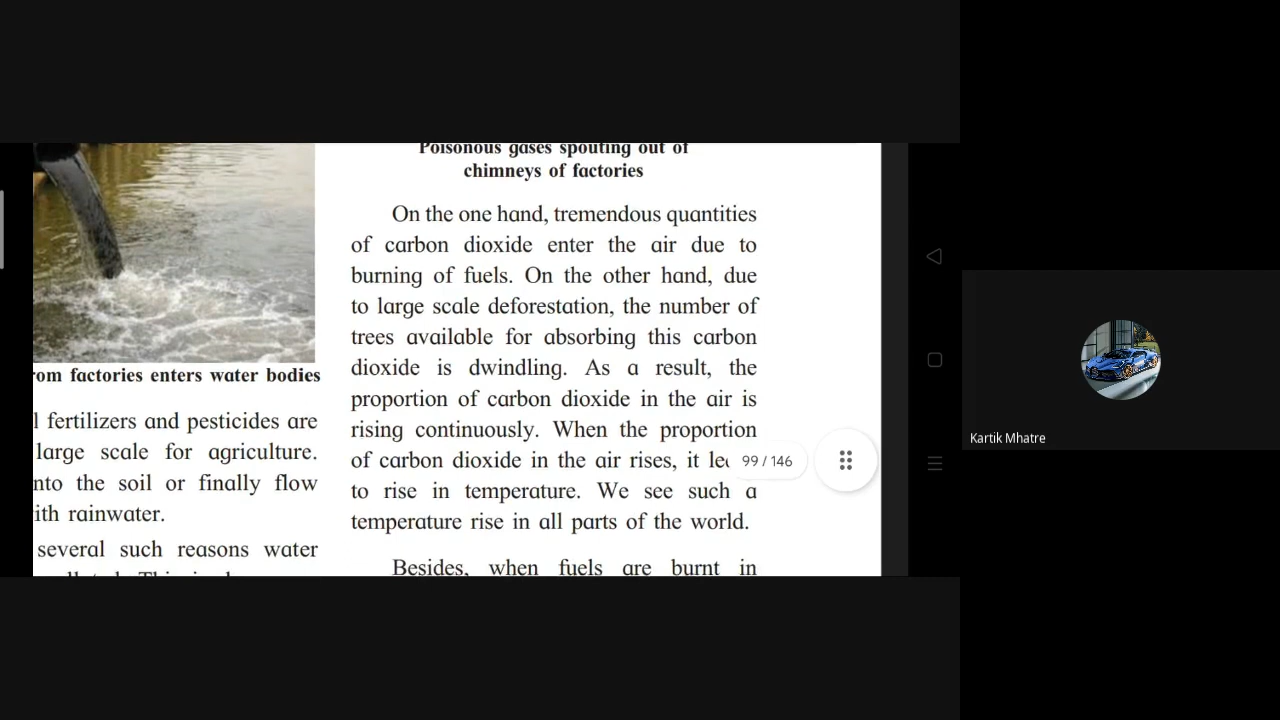 rom factories enters water bodies
l fertilizers and pesticides are
large scale for agriculture.
nto the soil or finally flow
ith rainwater.
several such reasons water
Poisonous gases spouting out of
chimneys of factories
On the one hand, tremendous quantities
of carbon dioxide enter the air due to
burning of fuels. On the other hand, due
to large scale deforestation, the number of
trees available for absorbing this carbon
dioxide is dwindling. As a result, the
proportion of carbon dioxide in the air is
rising continuously. When the proportion
of carbon dioxide in the air rises, it le
to rise in temperature. We see such a
temperature rise in all parts of the world.
Besides, when fuels are burnt in
99 / 146
Kartik Mhatre